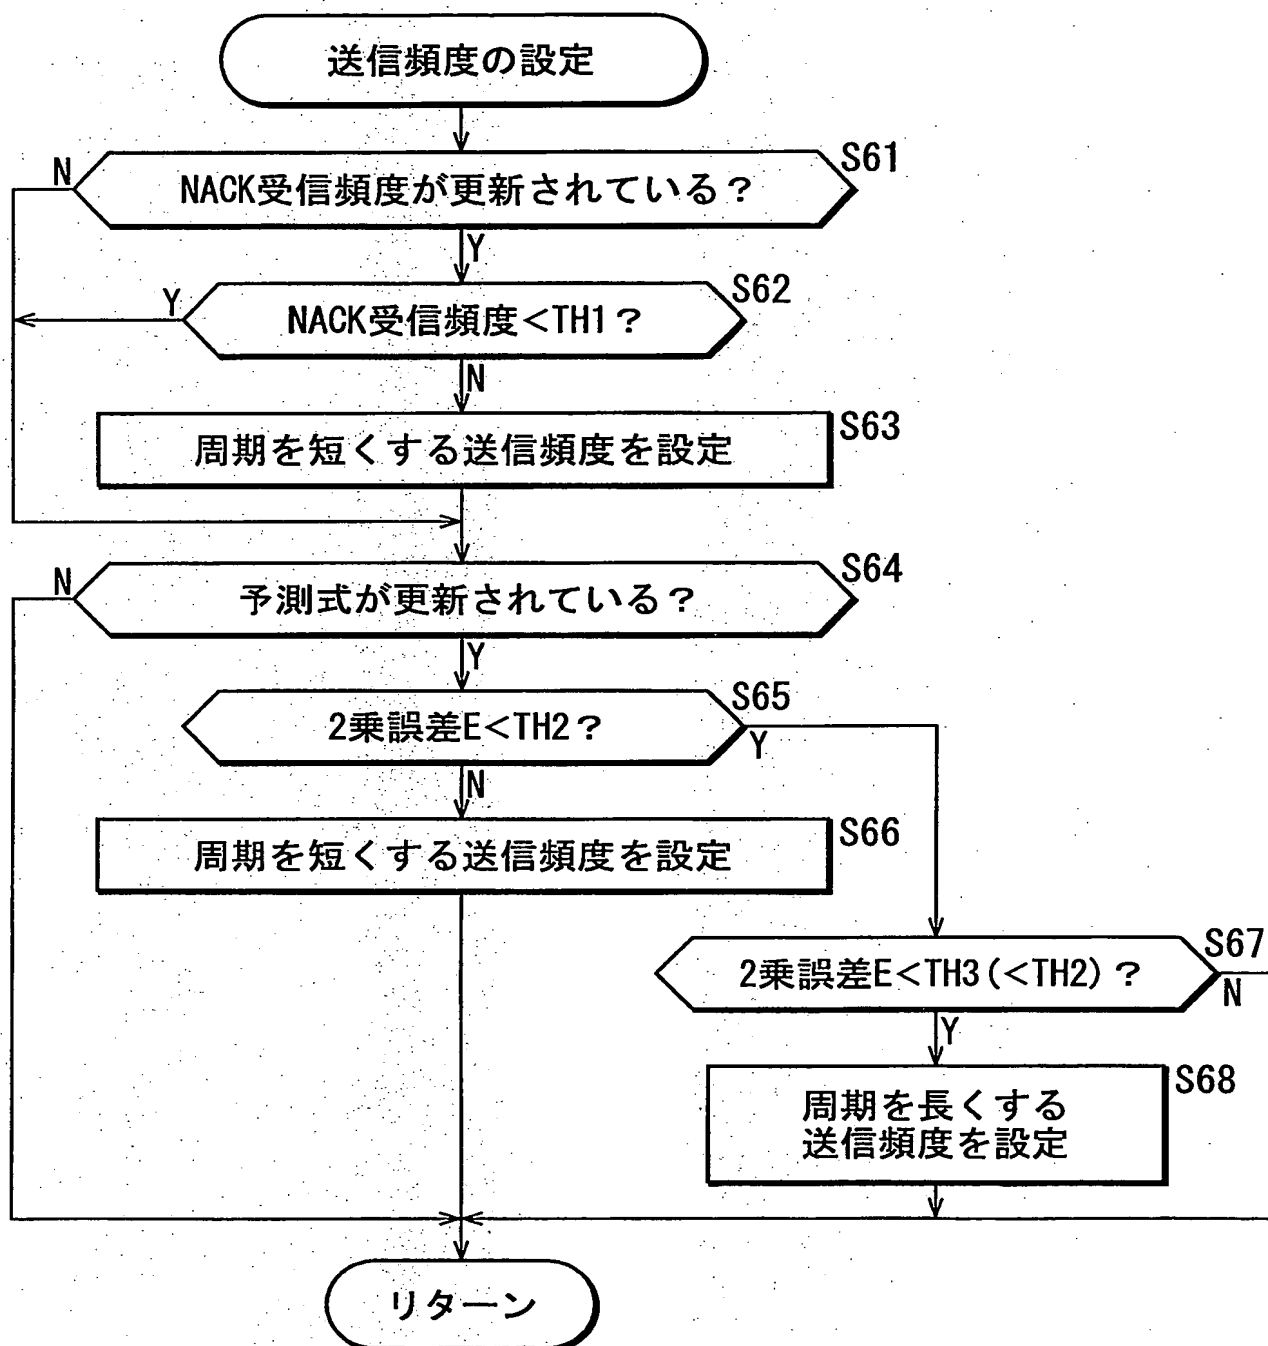 送信頻度の設定
N
S61
NACK受信頻度が更新されている?
Y
Y
S62
NACK受信頻度<TH1?
N
S63
周期を短くする送信頻度を設定
N
S64
予測式が更新されている?
Y
S65
2乗誤差E<TH2?
Y
N
S66
周期を短くする送信頻度を設定
S67
2乗誤差E<TH3(<TH2)?
N
Y
S68
周期を長くする
送信頻度を設定
リターン